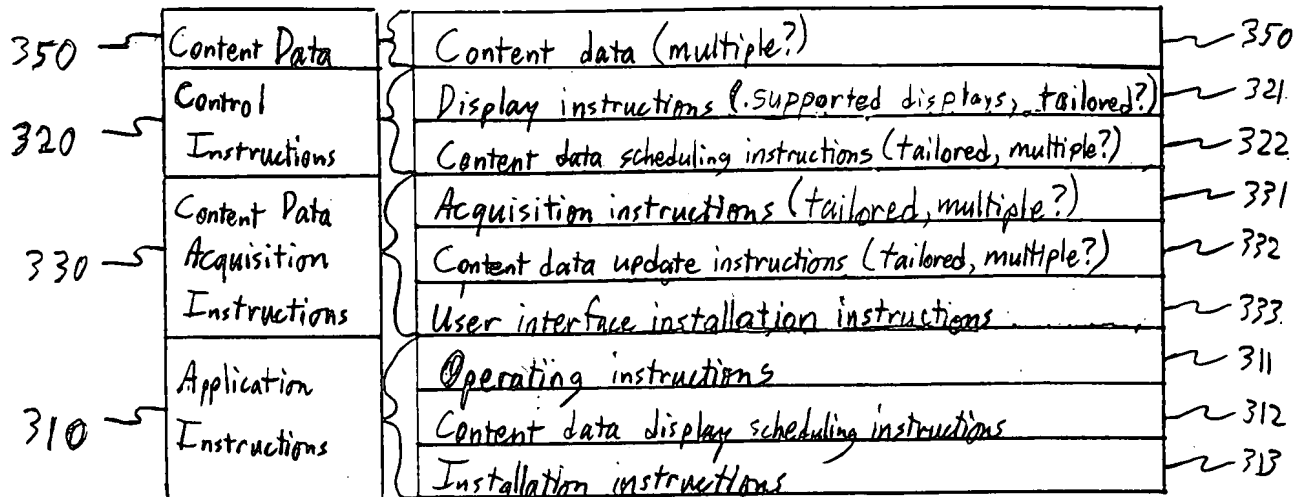 350 Content Data Content data (multiple?) 350
320 Control Instructions Display instructions (.supported displays, tailored?) 321
Content data scheduling instructions (tailored, multiple?) 322
330 Content Data Acquisition Instructions Acquisition instructions (tailored, multiple?) 331
Content data update instructions (tailored, multiple?) 332
User interface installation instructions 333
310 Application Instructions Operating instructions 311
Content data display scheduling instructions 312
Installation instructions 313